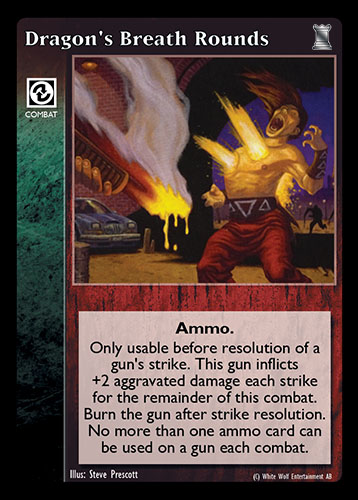 Dragon's Breath Rounds
COMBAT
Ammo.
Only usable before resolution of a
gun's strike. This gun inflicts
+2 aggravated damage each strike
for the remainder of this combat.
Burn the gun after strike resolution.
No more than one ammo card can
be used on a gun each combat.
Illus: Steve Prescott
(C) White Wolf Entertainment AB